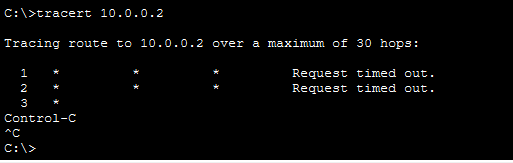 C:\>tracert 10.0.0.2
Tracing route to 10.0.0.2 over a maximum of 30 hops:
1 * * * Request timed out.
2 * * * Request timed out.
3 *
Control-C
^C
C:\>